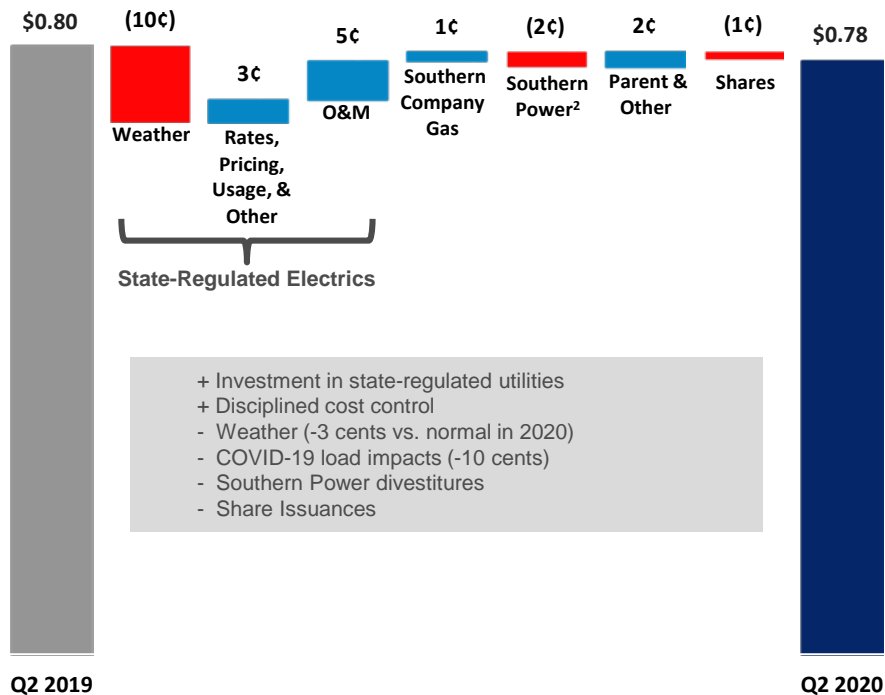 $0.80
(10¢)
3¢
5¢
1¢
(2¢)
2¢
(1¢)
$0.78
Weather
Rates,
Pricing,
Usage, &
Other
O&M
Southern
Company
Gas
Southern
Power²
Parent &
Other
Shares
State-Regulated Electrics
+ Investment in state-regulated utilities
+ Disciplined cost control
- Weather (-3 cents vs. normal in 2020)
- COVID-19 load impacts (-10 cents)
- Southern Power divestitures
- Share Issuances
Q2 2019
Q2 2020